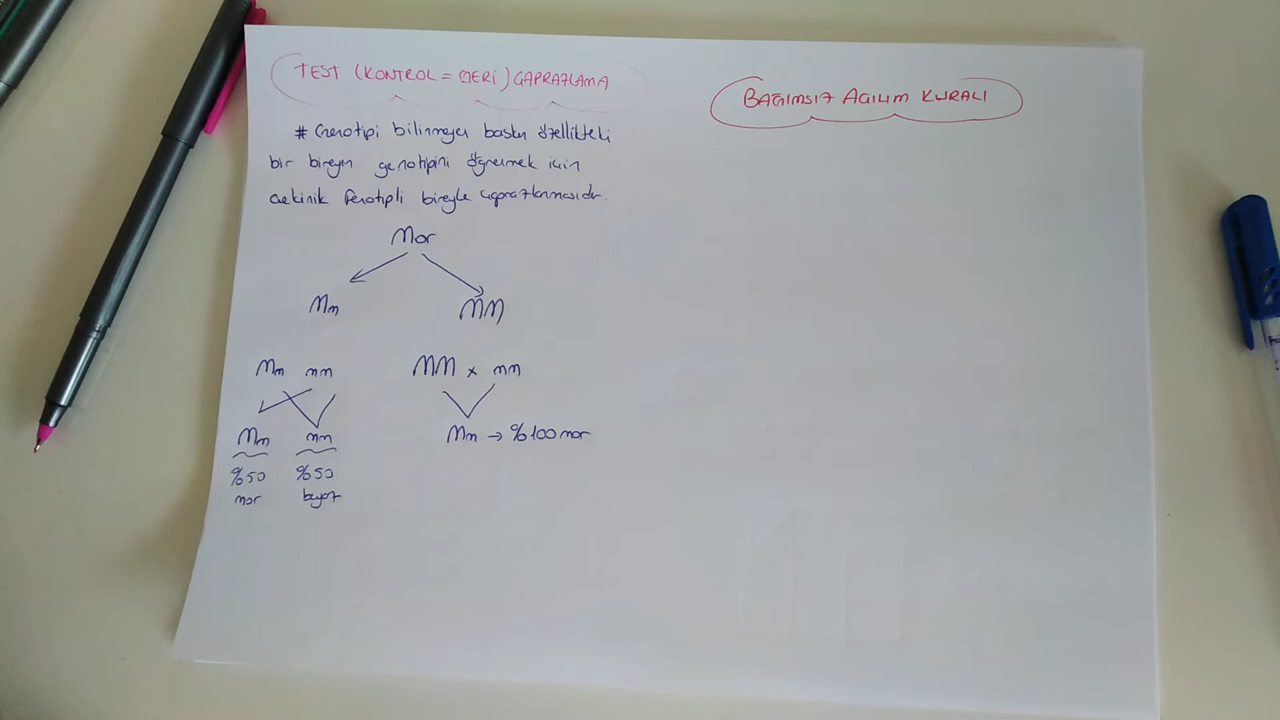 TEST (KONTROL = GERİ) ÇAPRAZLAMA
# Genotipi bilinmeyen baskın özellikteki
bir bireyin genotipini öğrenmek için
çekinik fenotipli bireyle çaprazlanmasıdır.
Mor
Mm MM
Mm mm
Mm mm
%50 %50
mor beyaz
MM x mm
Mm → %100 mor
BAĞIMSIZ AÇILIM KURALI